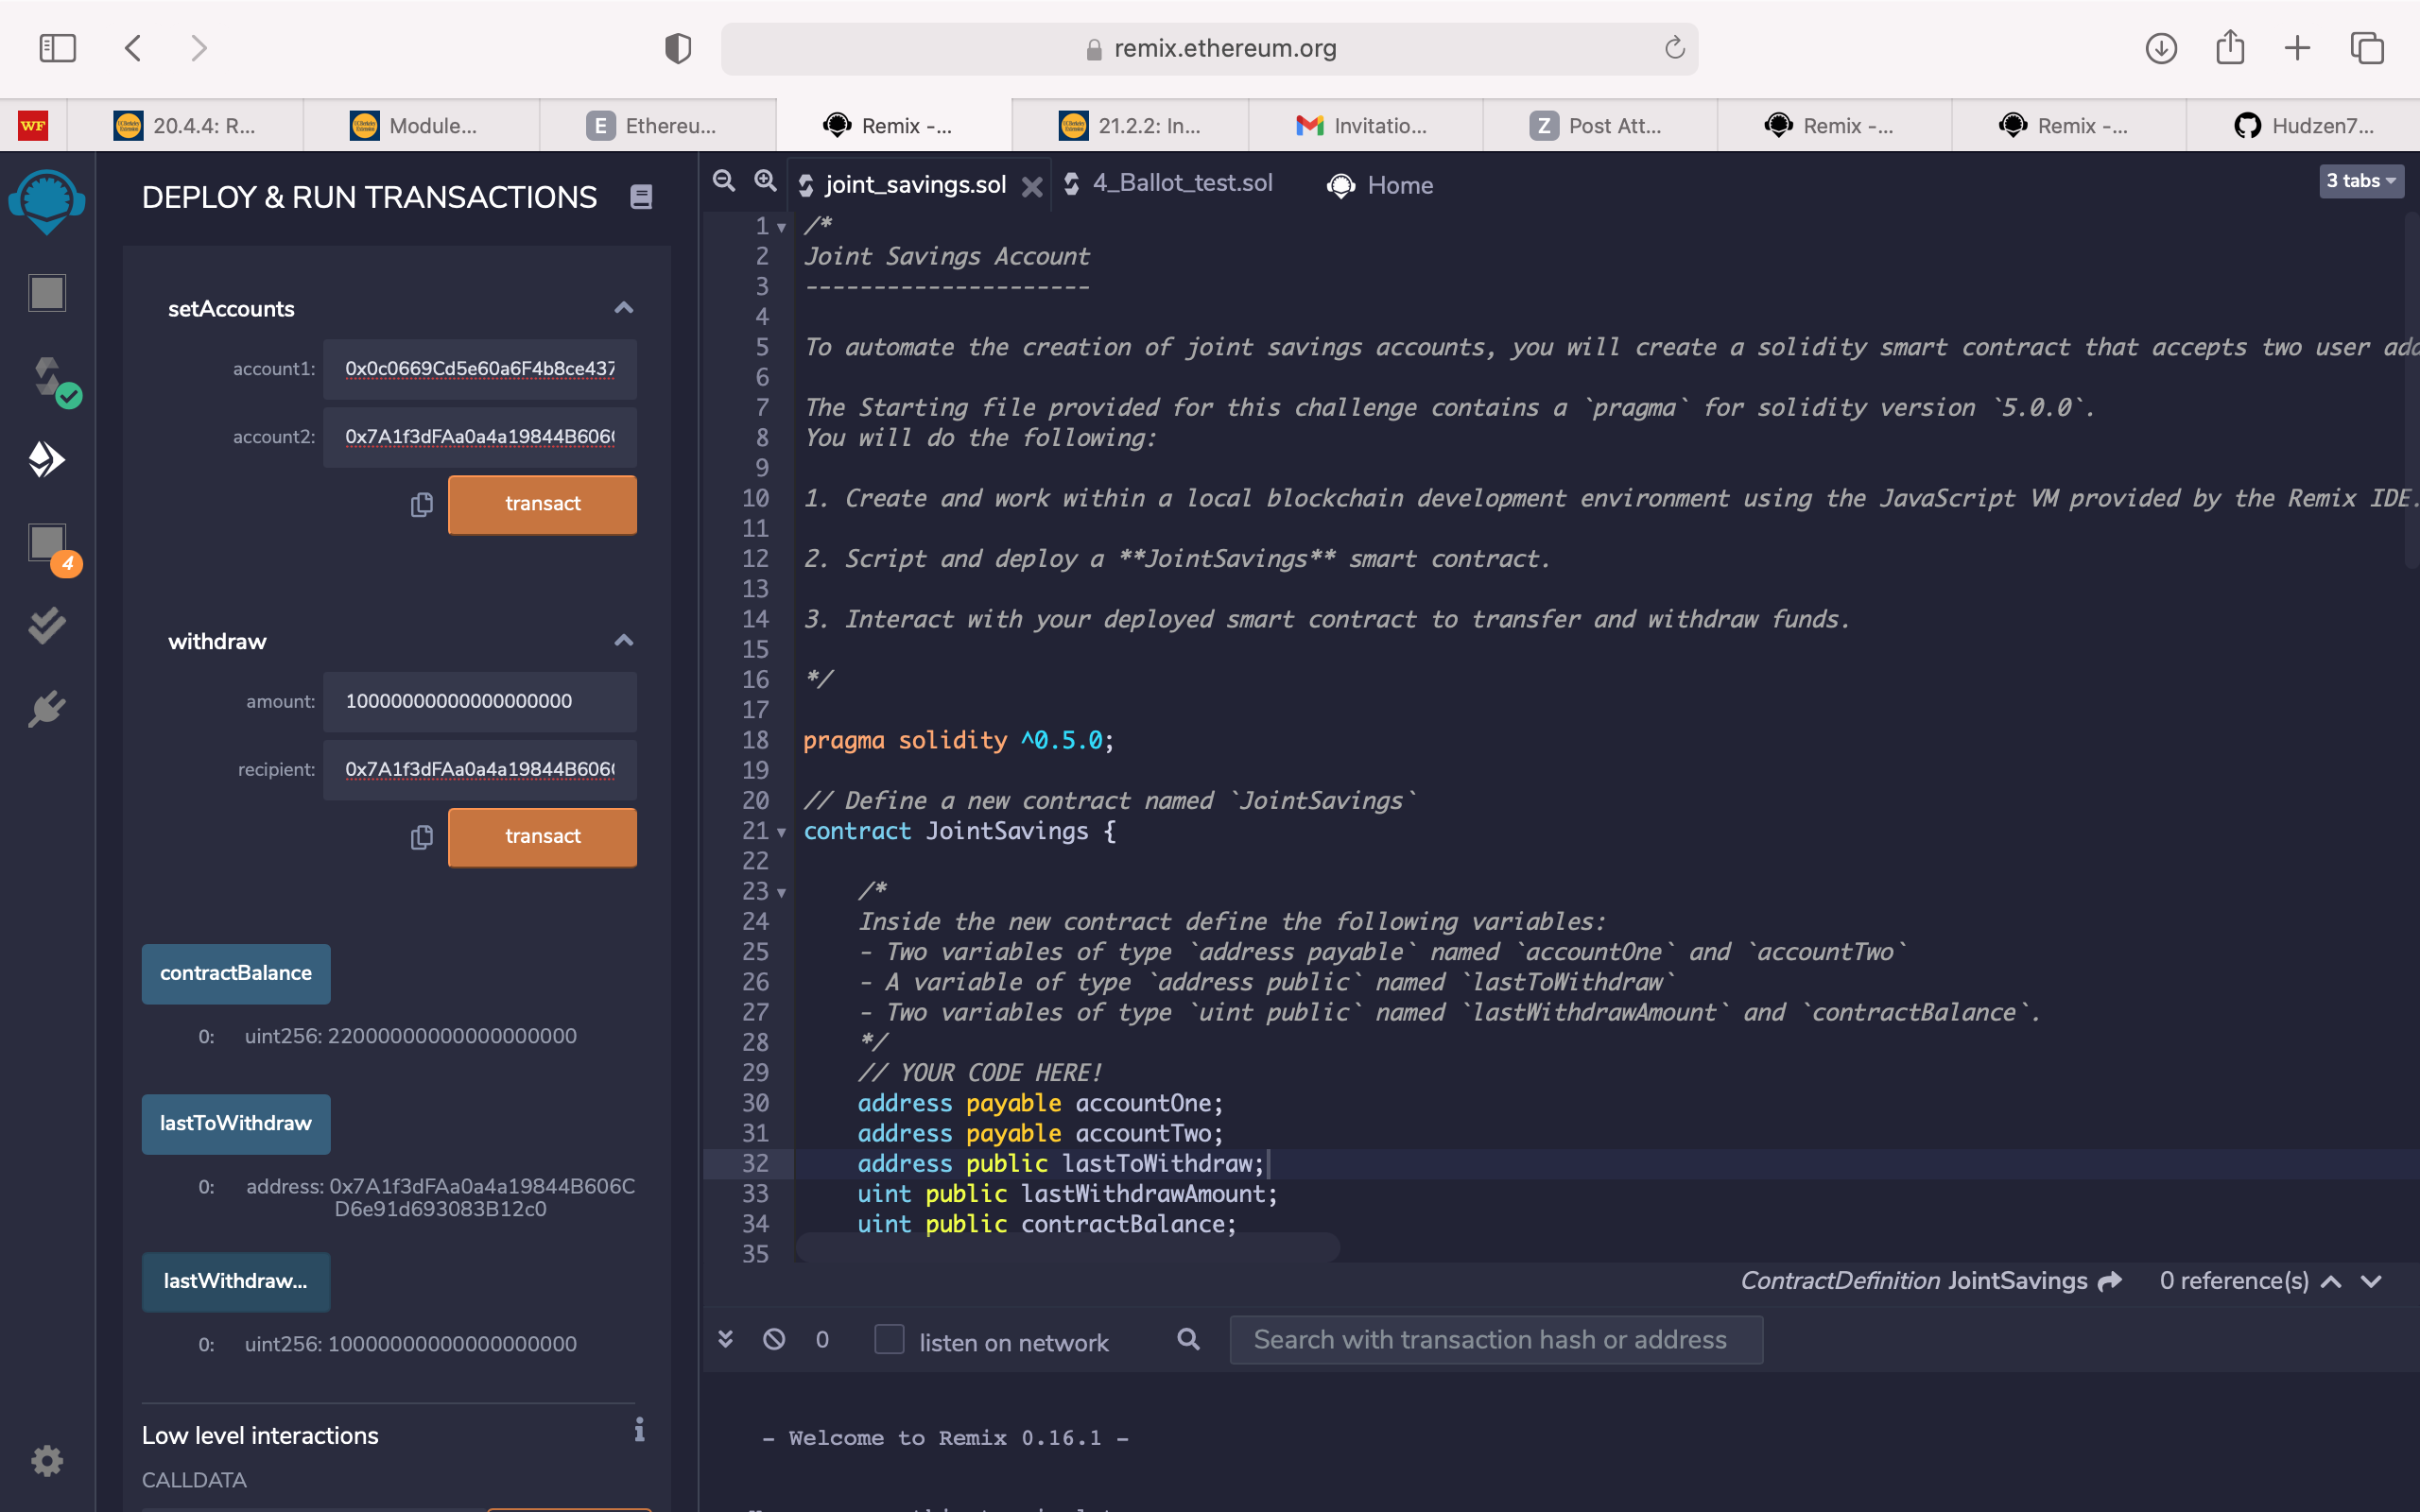 remix.ethereum.org
WF
20.4.4: R...
Module...
E Ethereu...
Remix -...
21.2.2: In...
Invitatio...
Z Post Att...
Remix -...
Remix -...
Hudzen7...
DEPLOY & RUN TRANSACTIONS
setAccounts
account1: 0x0c0669Cd5e60a6F4b8ce437
account2: 0x7A1f3dFAa0a4a19844B606(
transact
4
withdraw
amount: 10000000000000000000
recipient: 0x7A1f3dFAa0a4a19844B606(
transact
contractBalance
0: uint256: 22000000000000000000
lastToWithdraw
0: address: 0x7A1f3dFAa0a4a19844B606C
D6e91d693083B12c0
lastWithdraw...
0: uint256: 10000000000000000000
Low level interactions
CALLDATA
joint_savings.sol
4_Ballot_test.sol
Home
3 tabs
1 /*
2 Joint Savings Account
3 ---------------------
4
5 To automate the creation of joint savings accounts, you will create a solidity smart contract that accepts two user add
6
7 The Starting file provided for this challenge contains a `pragma` for solidity version `5.0.0`.
8 You will do the following:
9
10 1. Create and work within a local blockchain development environment using the JavaScript VM provided by the Remix IDE.
11
12 2. Script and deploy a **JointSavings** smart contract.
13
14 3. Interact with your deployed smart contract to transfer and withdraw funds.
15
16 */
17
18 pragma solidity ^0.5.0;
19
20 // Define a new contract named `JointSavings`
21 contract JointSavings {
22
23 /*
24 Inside the new contract define the following variables:
25 - Two variables of type `address payable` named `accountOne` and `accountTwo`
26 - A variable of type `address public` named `lastToWithdraw`
27 - Two variables of type `uint public` named `lastWithdrawAmount` and `contractBalance`.
28 */
29 // YOUR CODE HERE!
30 address payable accountOne;
31 address payable accountTwo;
32 address public lastToWithdraw;
33 uint public lastWithdrawAmount;
34 uint public contractBalance;
35
ContractDefinition JointSavings 0 reference(s)
0 listen on network Search with transaction hash or address
- Welcome to Remix 0.16.1 -